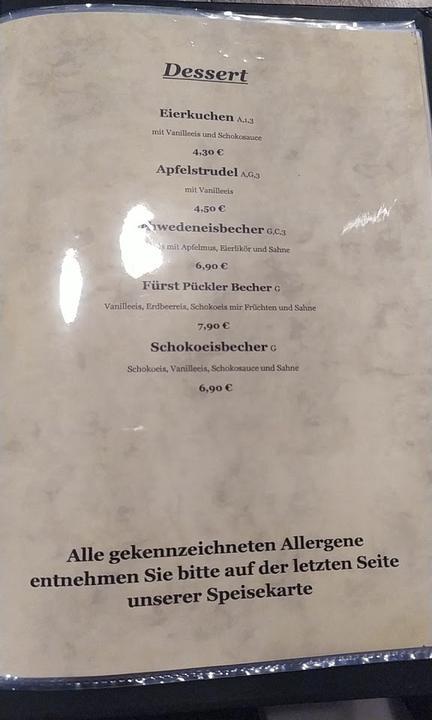 Dessert
Eierkuchen A,1,3
mit Vanilleeis und Schokosauce
4,30 €
Apfelstrudel A,G,3
mit Vanilleeis
4,50 €
G,C,3
mit Apfelmus, Eierlikör und Sahne
6,90 €
Fürst Pückler Becher G
Vanilleeis, Erdbeereis, Schokoeis mir Früchten und Sahne
7,90 €
Schokoeisbecher G
Schokoeis, Vanilleeis, Schokosauce und Sahne
6,90 €
Alle gekennzeichneten Allergene
entnehmen Sie bitte auf der letzten Seite
unserer Speisekarte